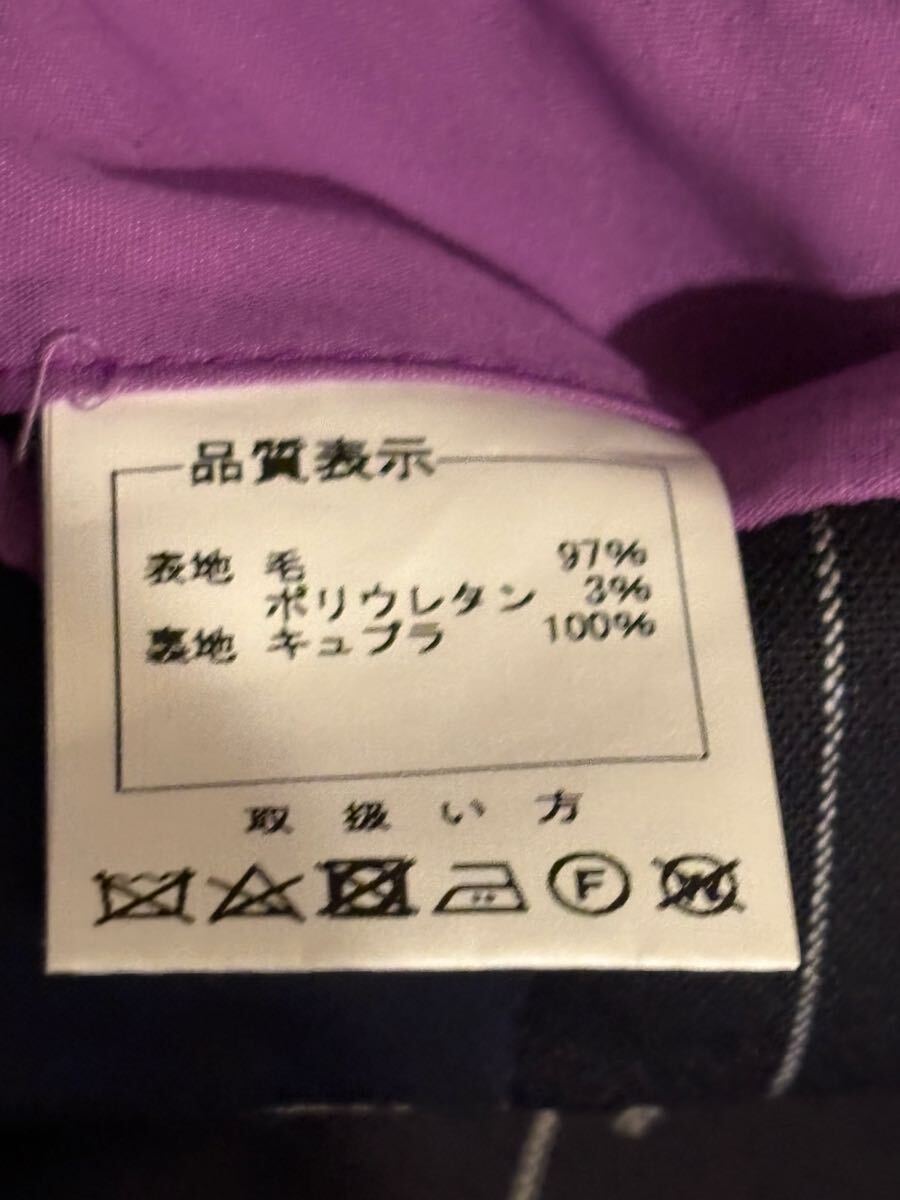 品質表示
表地 毛 97%
ポリウレタン 3%
裏地 キュプラ 100%
取扱い方
F
W